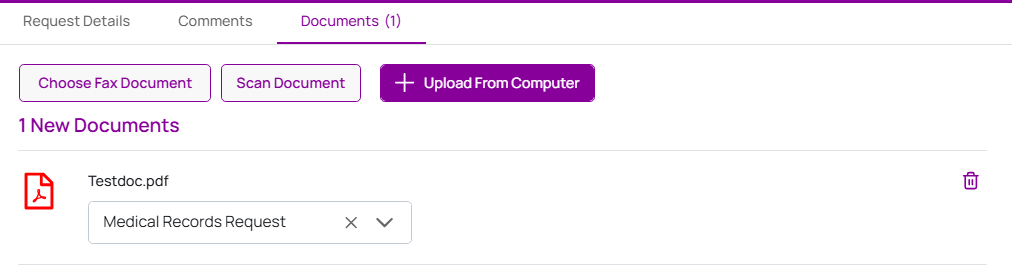 Request Details Comments Documents (1)
Choose Fax Document Scan Document Upload From Computer
1 New Documents
Testdoc.pdf
Medical Records Request